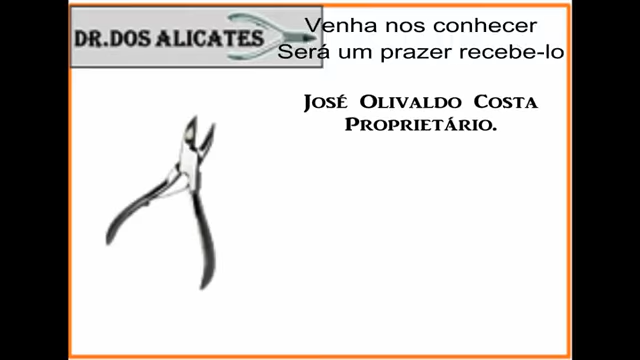 DR.DOS ALICATES
Venha nos conhecer
Será um prazer recebe-lo
José Olivaldo Costa
Proprietário.